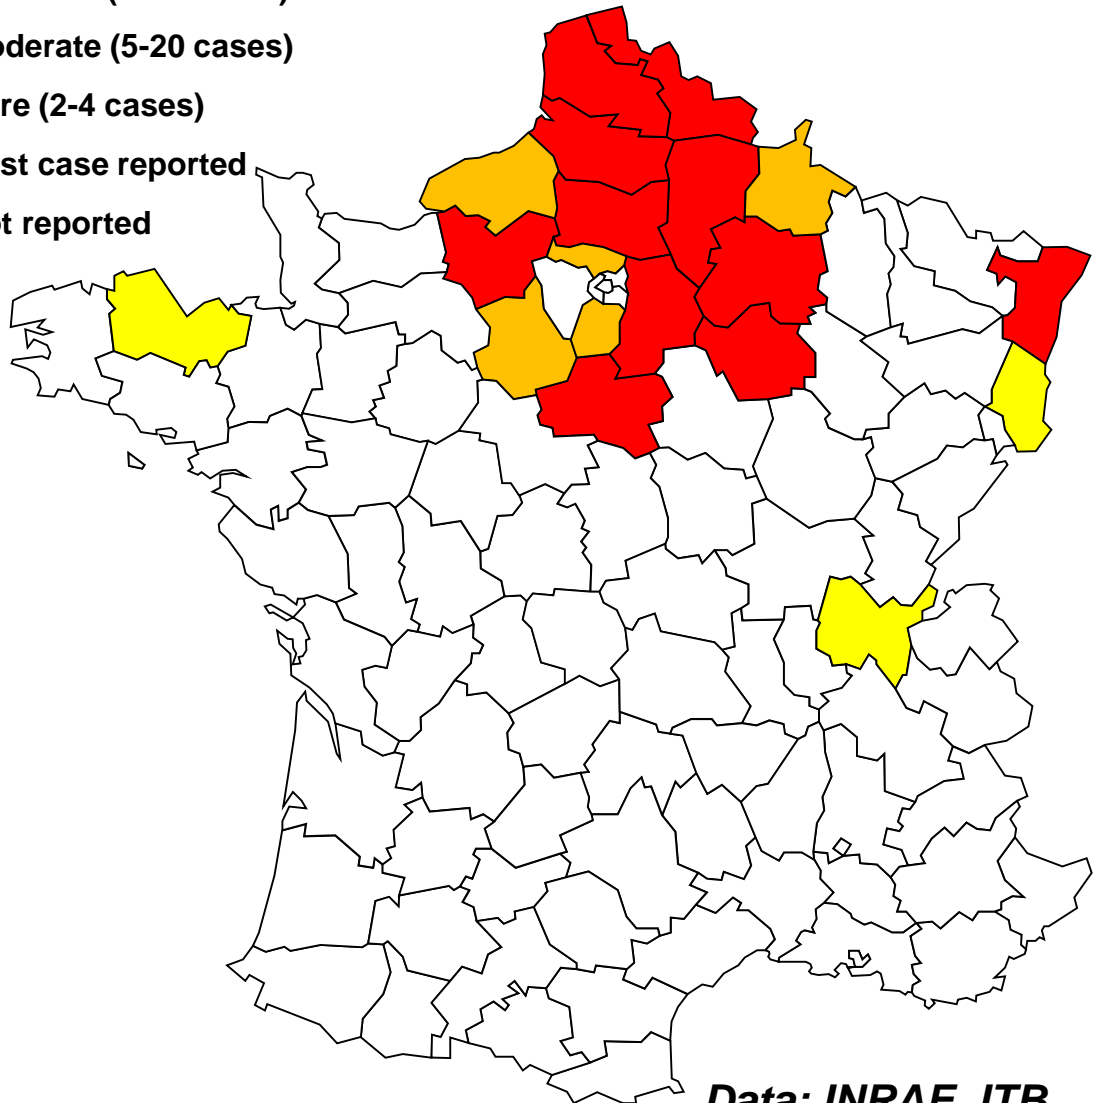 (
)
oderate (5-20 cases)
re (2-4 cases)
st case reported
t reported
Data: INRAE, ITB